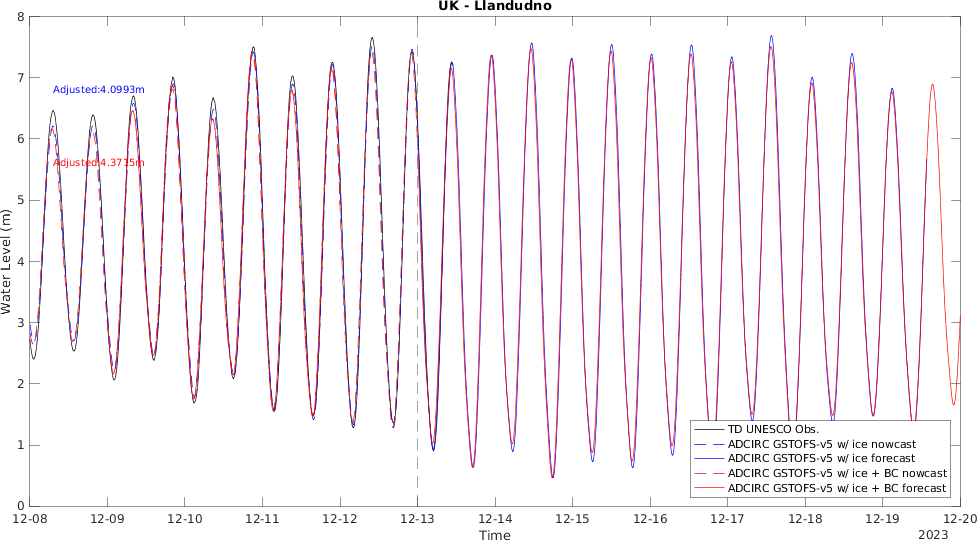 UK - Llandudno
8
7
6
5
4
3
2
1
0
Water Level (m)
Adjusted:4.0993m
Adjusted:4.3715m
TD UNESCO Obs.
ADCIRC GSTOFS-v5 w/ ice nowcast
ADCIRC GSTOFS-v5 w/ ice forecast
ADCIRC GSTOFS-v5 w/ ice + BC nowcast
ADCIRC GSTOFS-v5 w/ ice + BC forecast
12-08 12-09 12-10 12-11 12-12 12-13 12-14 12-15 12-16 12-17 12-18 12-19 12-20
Time
2023